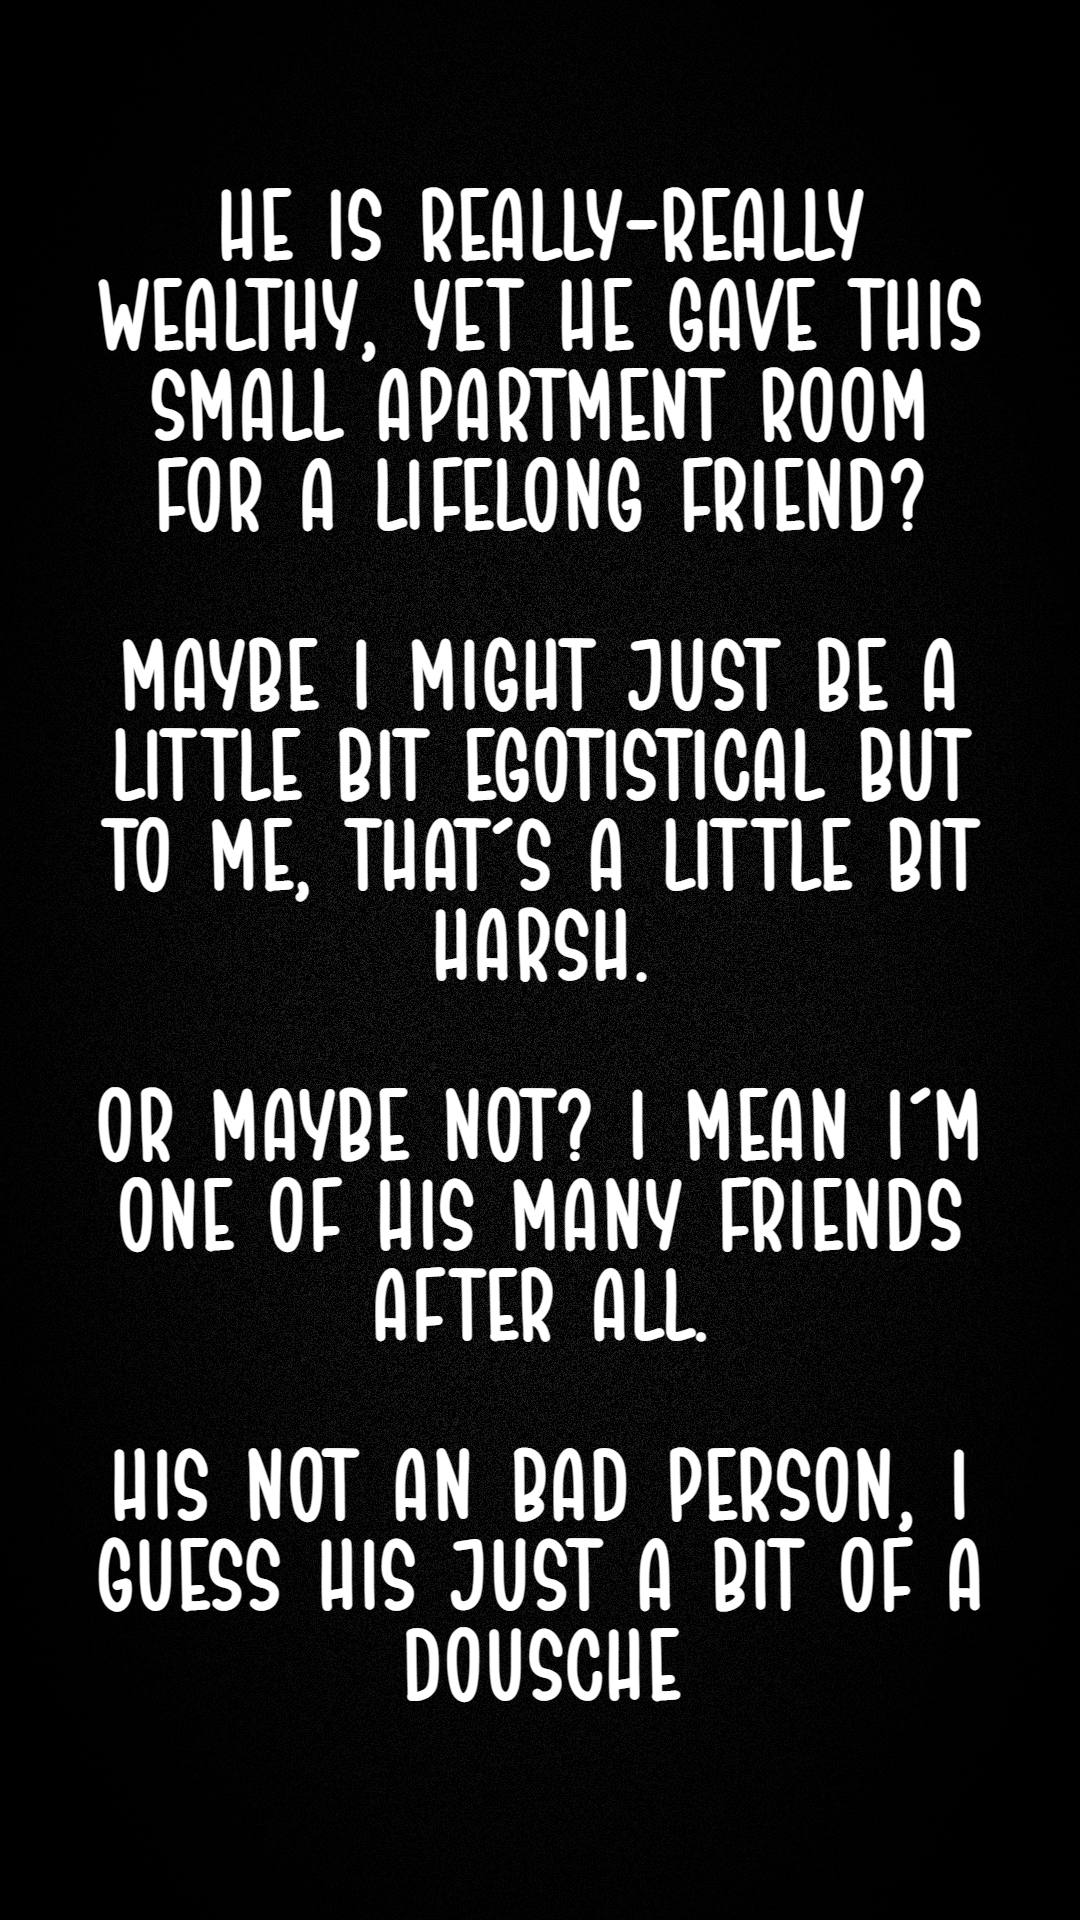 HE IS REALLY-REALLY
WEALTHY, YET HE GAVE THIS
SMALL APARTMENT ROOM
FOR A LIFELONG FRIEND?
MAYBE I MIGHT JUST BE A
LITTLE BIT EGOTISTICAL BUT
TO ME, THAT´S A LITTLE BIT
HARSH.
OR MAYBE NOT? I MEAN I´M
ONE OF HIS MANY FRIENDS
AFTER ALL.
HIS NOT AN BAD PERSON, I
GUESS HIS JUST A BIT OF A
DOUSCHE